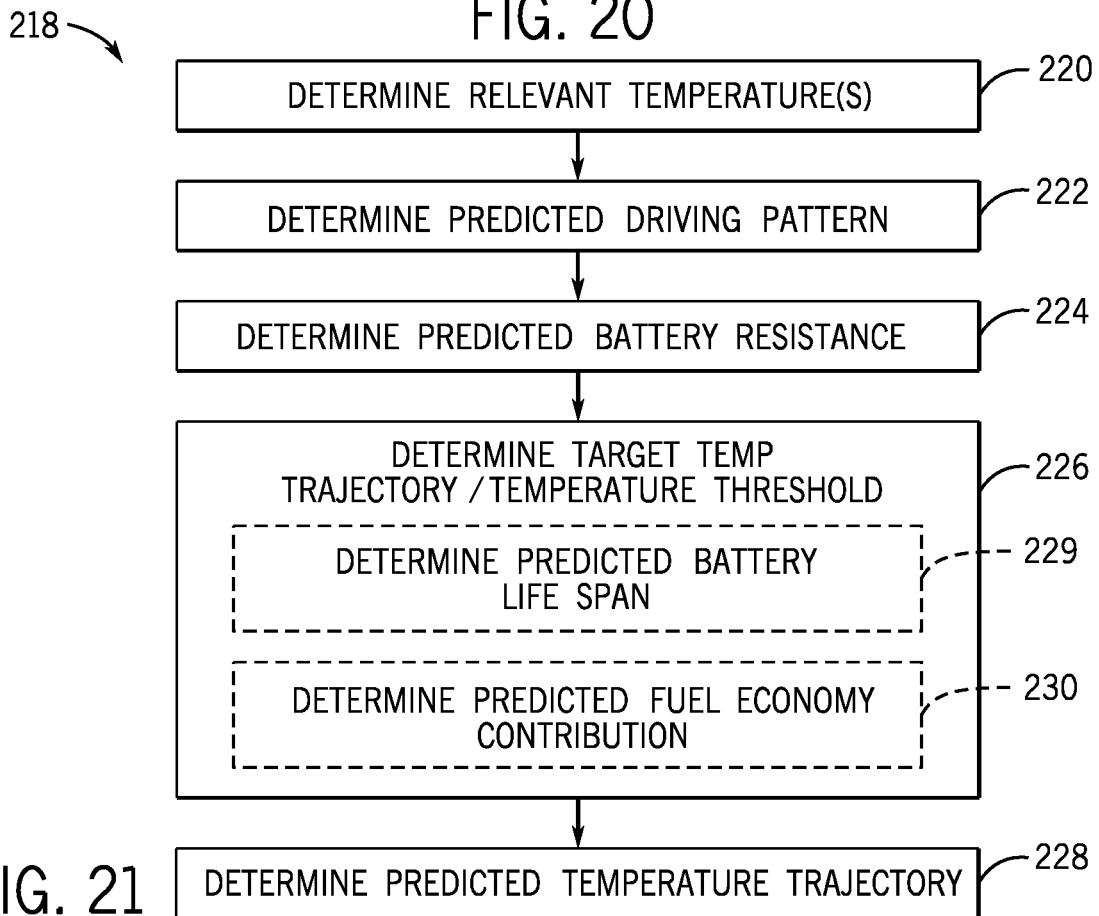 FIG. 20
218
DETERMINE RELEVANT TEMPERATURE(S)
220
DETERMINE PREDICTED DRIVING PATTERN
222
DETERMINE PREDICTED BATTERY RESISTANCE
224
DETERMINE TARGET TEMP
TRAJECTORY / TEMPERATURE THRESHOLD
226
DETERMINE PREDICTED BATTERY
LIFE SPAN
229
DETERMINE PREDICTED FUEL ECONOMY
CONTRIBUTION
230
DETERMINE PREDICTED TEMPERATURE TRAJECTORY
228
IG. 21